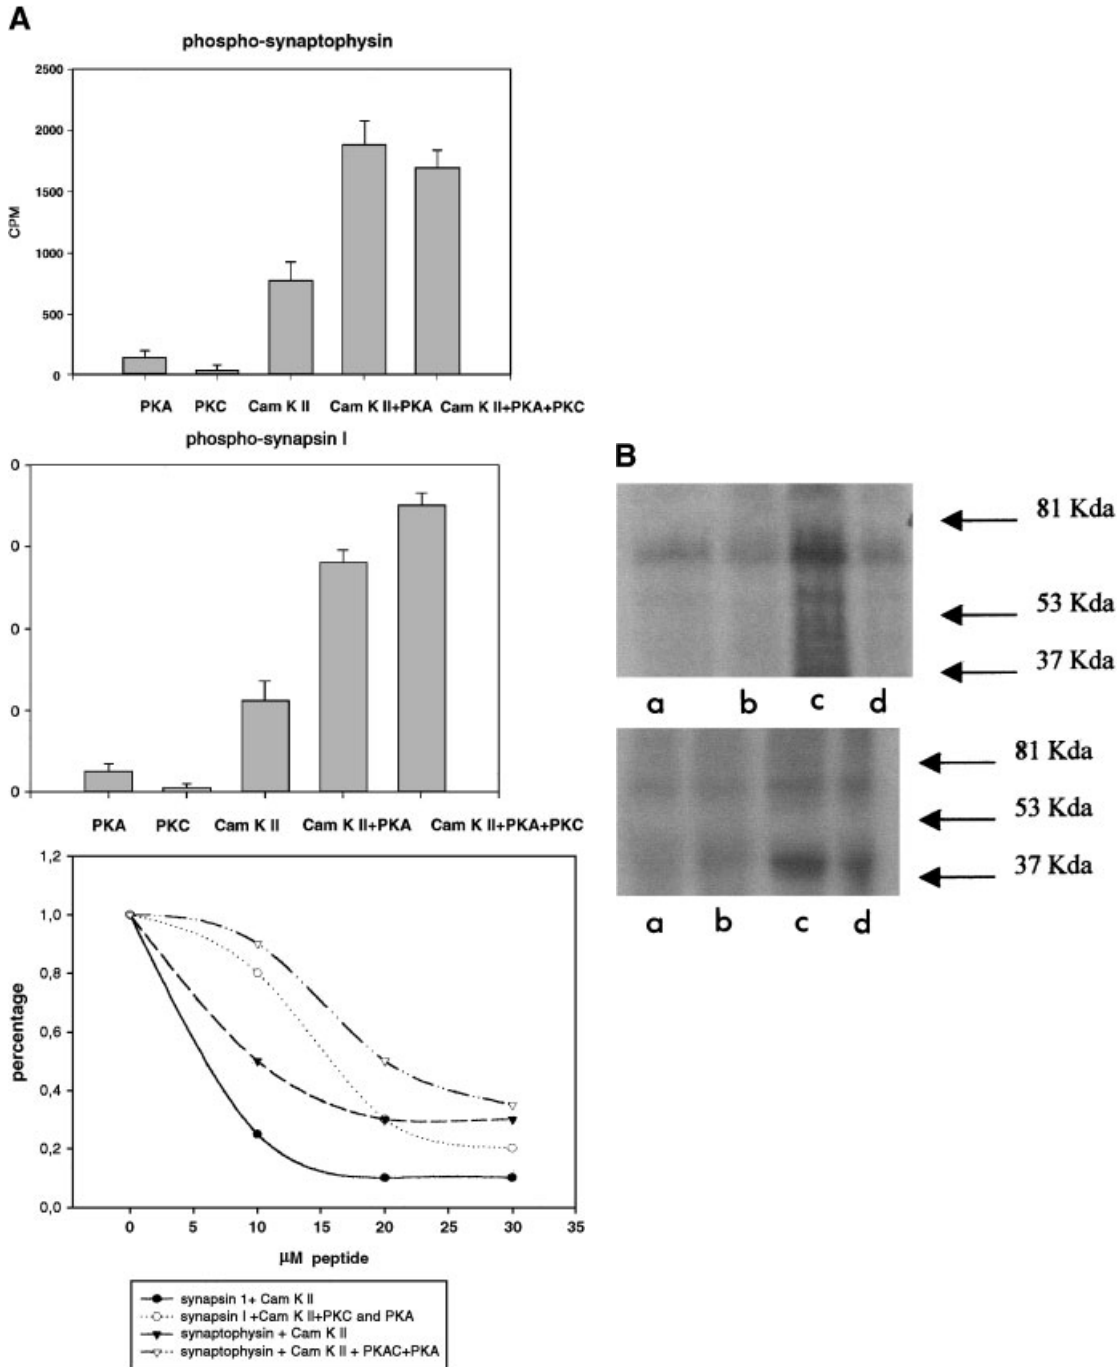 A
phospho-synaptophysin
2500
2000
1500
1000
500
0
CPM
PKA PKC Cam K II Cam K II+PKA Cam K II+PKA+PKC
phospho-synapsin I
0
0
0
0
0
PKA PKC Cam K II Cam K II+PKA Cam K II+PKA+PKC
1,2
1,0
0,8
0,6
0,4
0,2
0,0
percentage
0 5 10 15 20 25 30 35
μM peptide
synapsin 1+ Cam K II
synapsin I +Cam K II+PKC and PKA
synaptophysin + Cam K II
synaptophysin + Cam K II + PKAC+PKA
B
81 Kda
53 Kda
37 Kda
a b c d
81 Kda
53 Kda
37 Kda
a b c d